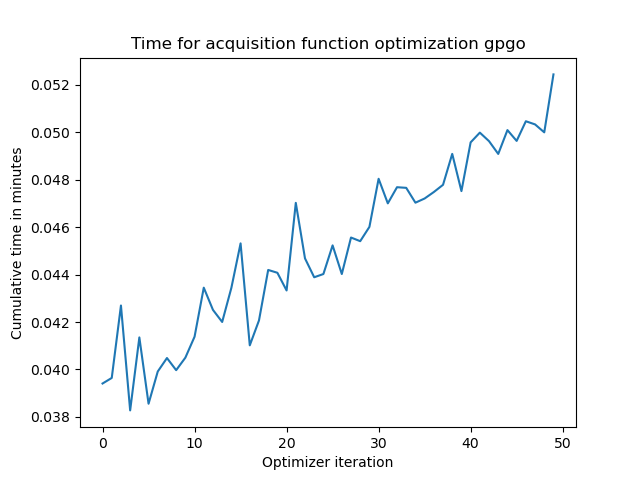 Time for acquisition function optimization gpgo
0.052
0.050
0.048
0.046
0.044
0.042
0.040
0.038
Cumulative time in minutes
0 10 20 30 40 50
Optimizer iteration